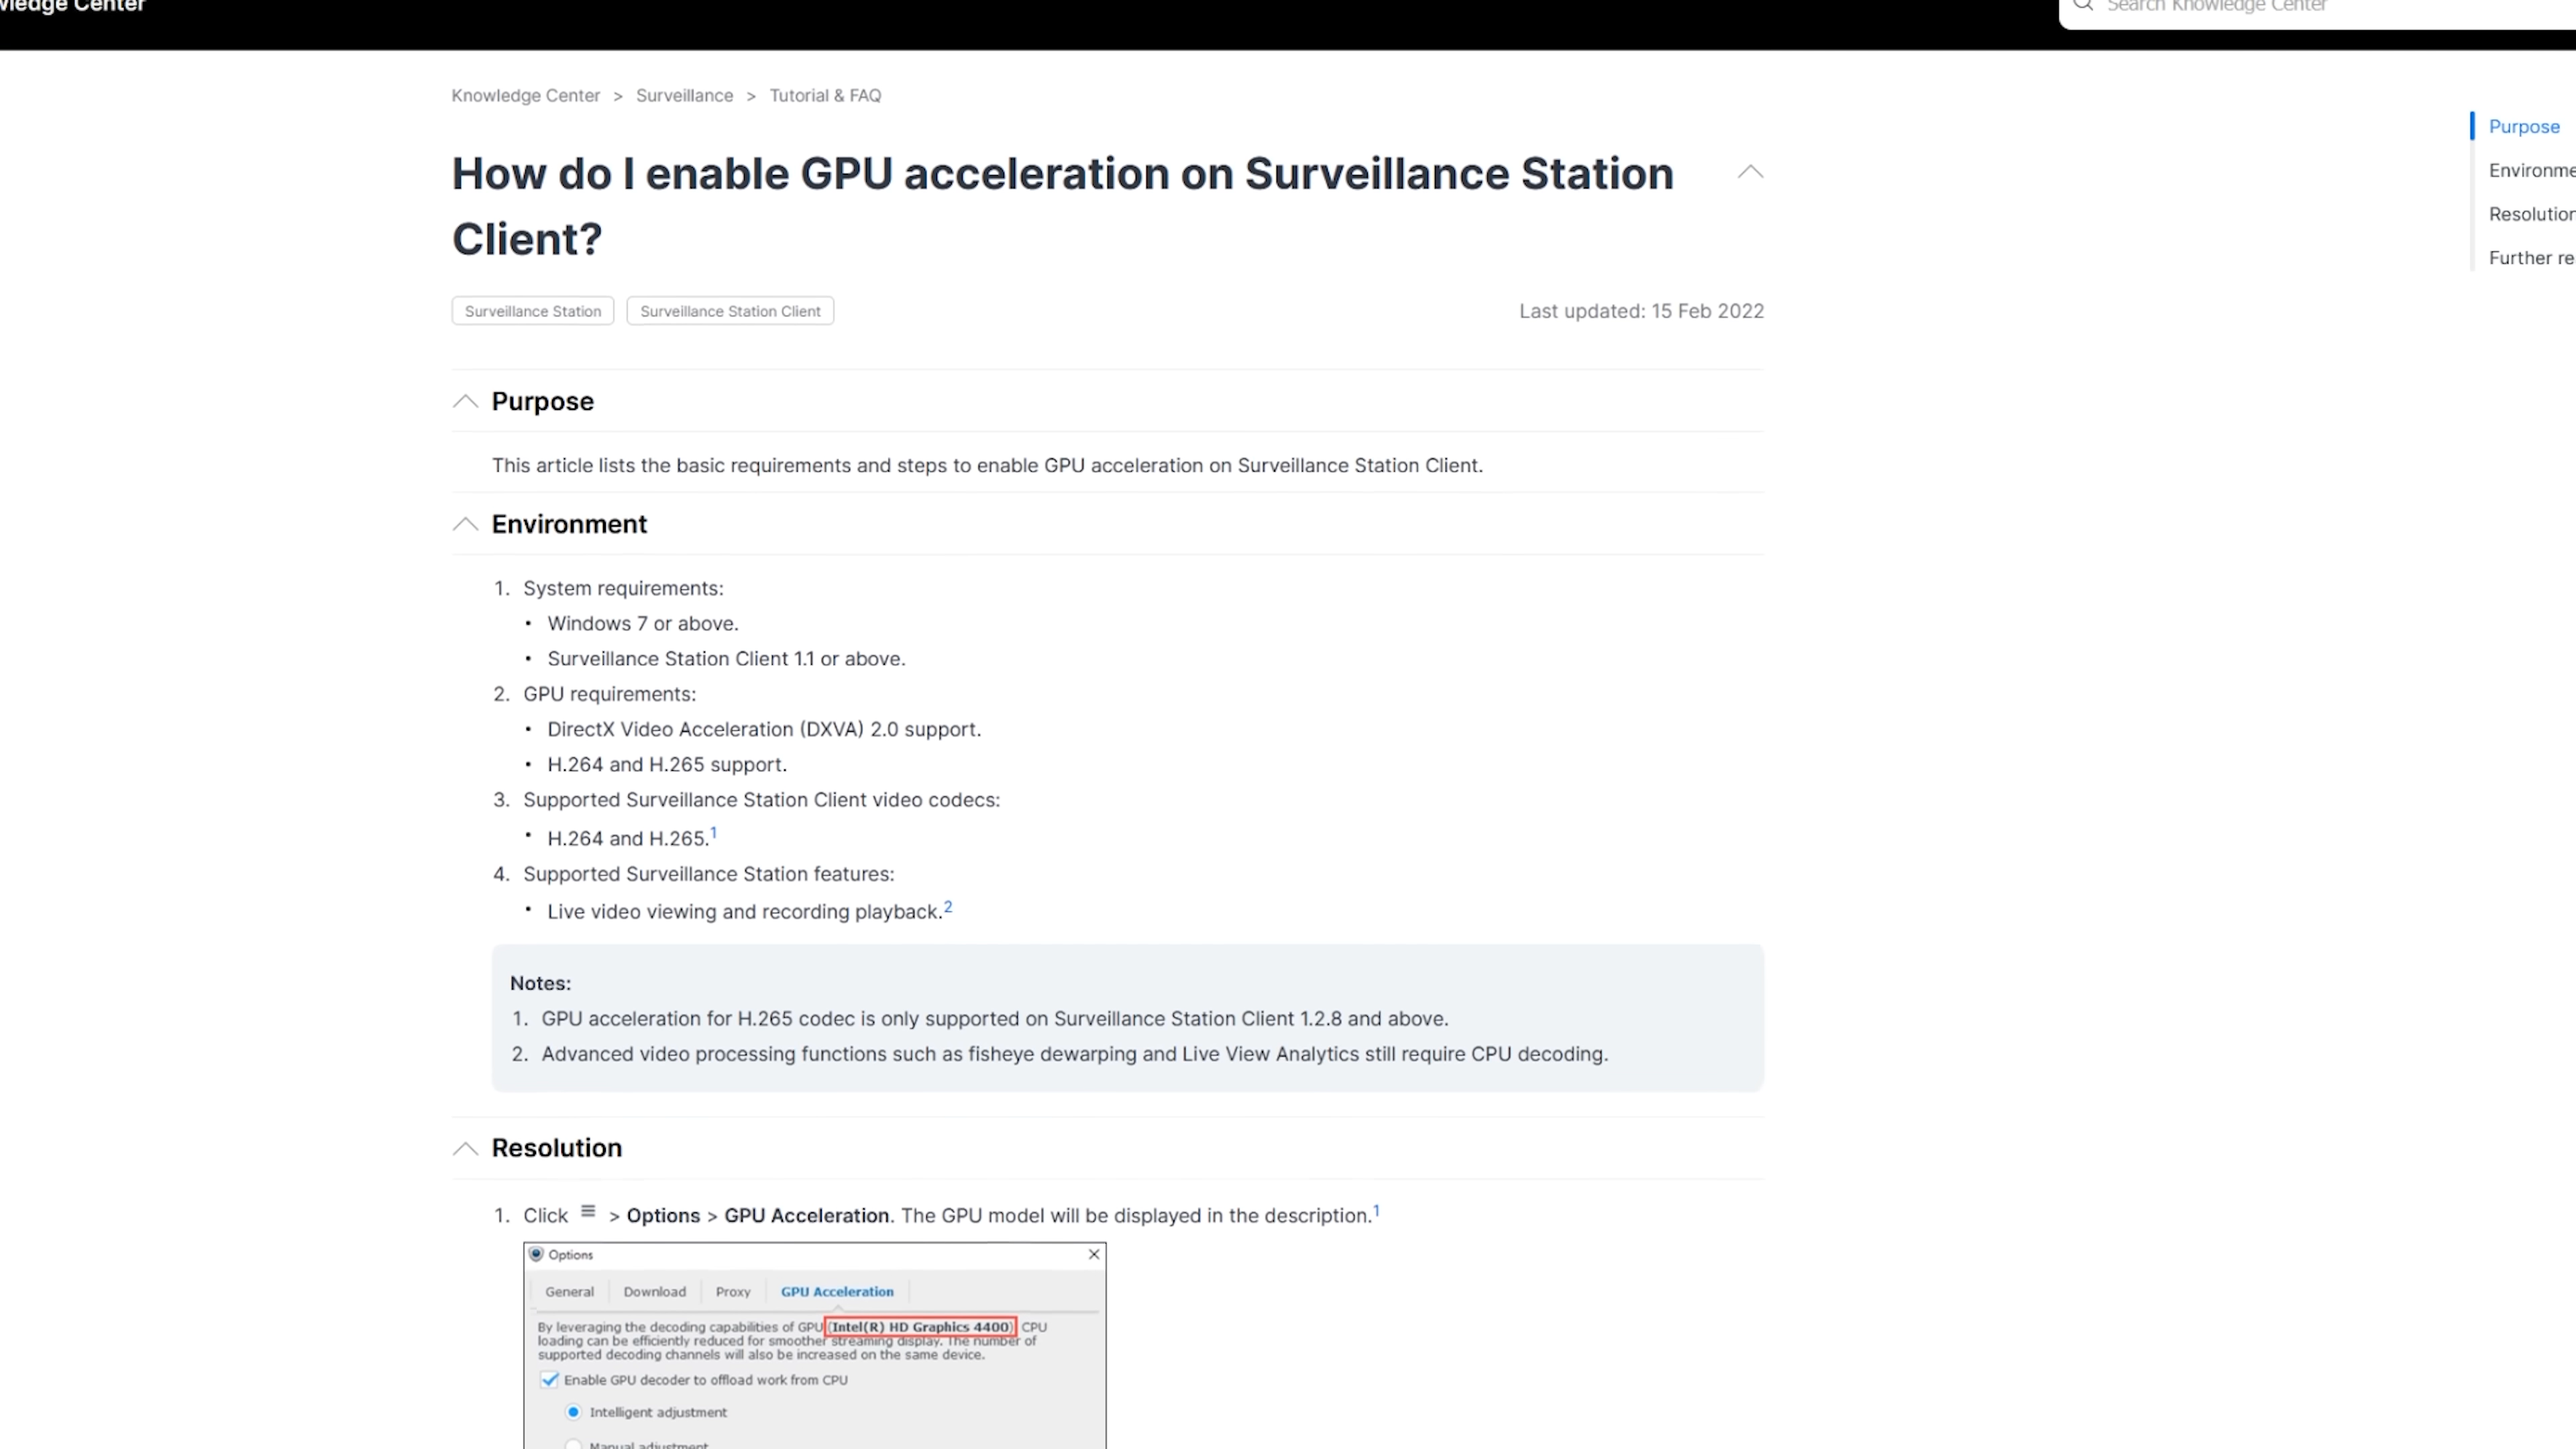 Knowledge Center
Search Knowledge Center
Knowledge Center > Surveillance > Tutorial & FAQ
How do I enable GPU acceleration on Surveillance Station
Client?
Surveillance Station
Surveillance Station Client
Last updated: 15 Feb 2022
Purpose
Resolution
Further re
Purpose
This article lists the basic requirements and steps to enable GPU acceleration on Surveillance Station Client.
Environment
1. System requirements:
• Windows 7 or above.
• Surveillance Station Client 1.1 or above.
2. GPU requirements:
• DirectX Video Acceleration (DXVA) 2.0 support.
• H.264 and H.265 support.
3. Supported Surveillance Station Client video codecs:
• H.264 and H.265.1
4. Supported Surveillance Station features:
• Live video viewing and recording playback.2
Notes:
1. GPU acceleration for H.265 codec is only supported on Surveillance Station Client 1.2.8 and above.
2. Advanced video processing functions such as fisheye dewarping and Live View Analytics still require CPU decoding.
Resolution
1. Click ≡ > Options > GPU Acceleration. The GPU model will be displayed in the description.1
Options
General Download Proxy GPU Acceleration
By leveraging the decoding capabilities of GPU (Intel(R) HD Graphics 4400) CPU
loading can be efficiently reduced for smoother streaming display. The number of
supported decoding channels will also be increased on the same device.
Enable GPU decoder to offload work from CPU
Intelligent adjustment
Manual adjustment